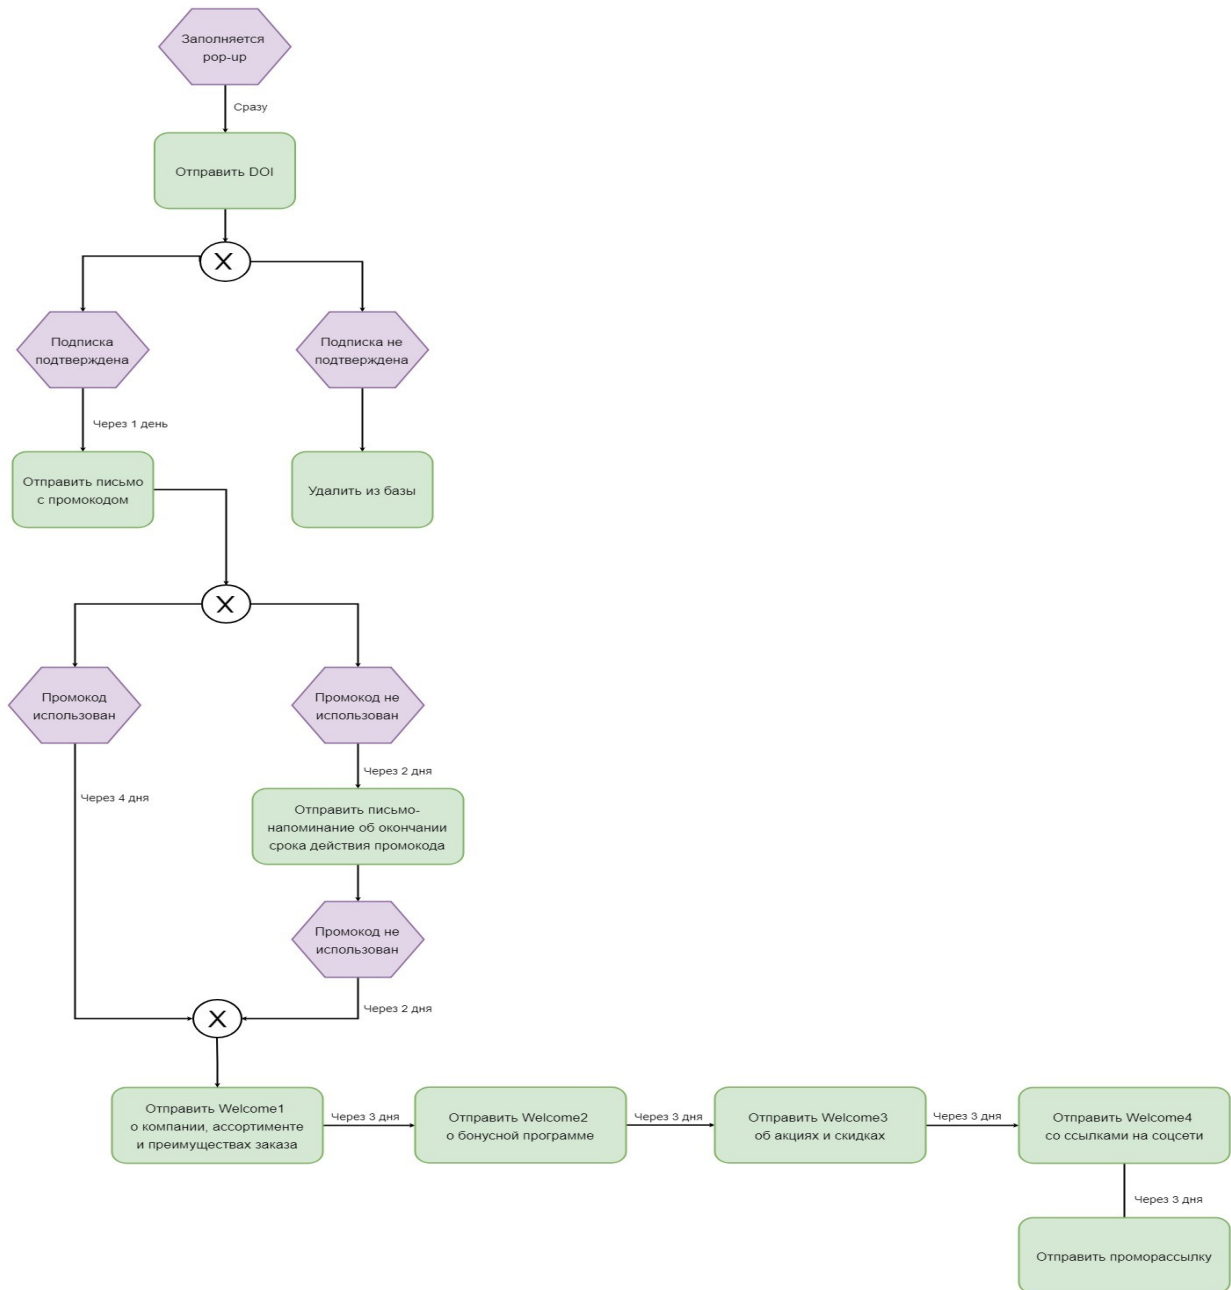 Заполняется
pop-up
Сразу
Отправить DOI
X
Подписка
подтверждена
Подписка не
подтверждена
Через 1 день
Отправить письмо
с промокодом
Удалить из базы
X
Промокод
использован
Промокод не
использован
Через 2 дня
Через 4 дня
Отправить письмо-
напоминание об окончании
срока действия промокода
Промокод не
использован
Через 2 дня
X
Отправить Welcome1
о компании, ассортименте
и преимуществах заказа
Через 3 дня
Отправить Welcome2
о бонусной программе
Через 3 дня
Отправить Welcome3
об акциях и скидках
Через 3 дня
Отправить Welcome4
со ссылками на соцсети
Через 3 дня
Отправить проморассылку